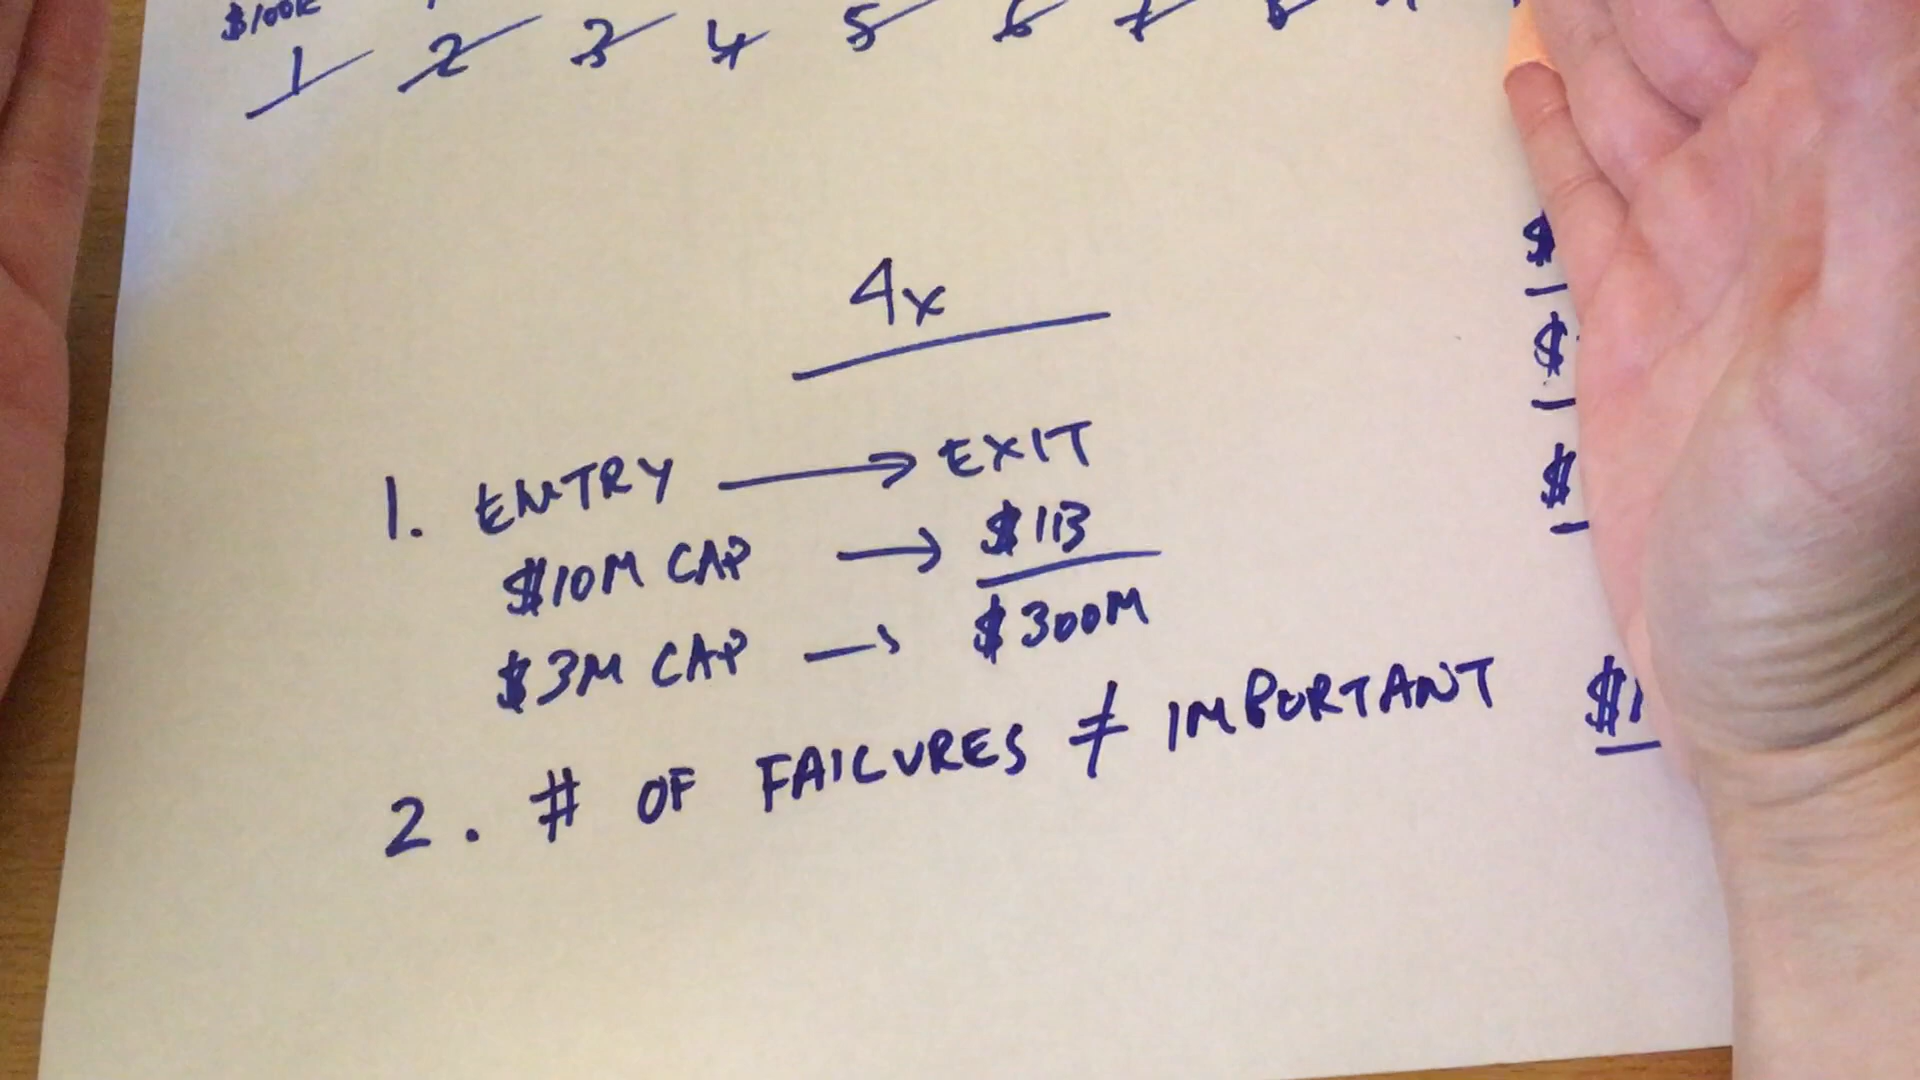 $100K
1 2 3 4 5 6 7 8
4x
1. ENTRY → EXIT
$10M CAP → $1B
$3M CAP → $300M
2. # OF FAILURES ≠ IMPORTANT
$
$
$
$1